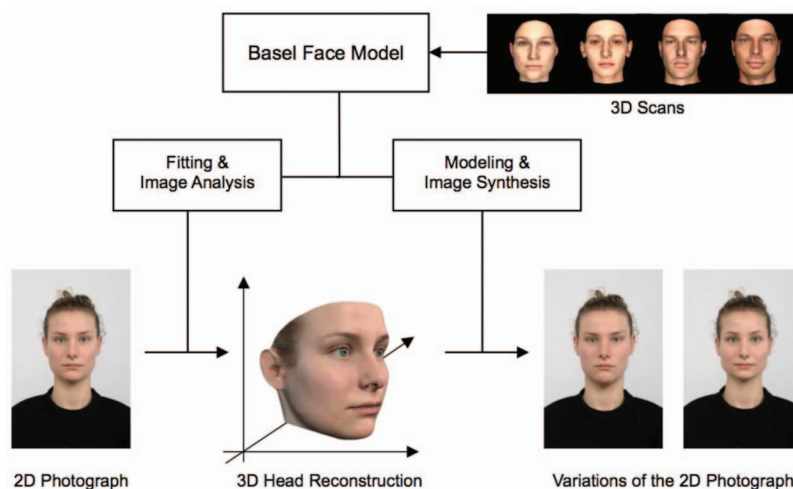 Basel Face Model
3D Scans
Fitting &
Image Analysis
Modeling &
Image Synthesis
2D Photograph
3D Head Reconstruction
Variations of the 2D Photograph